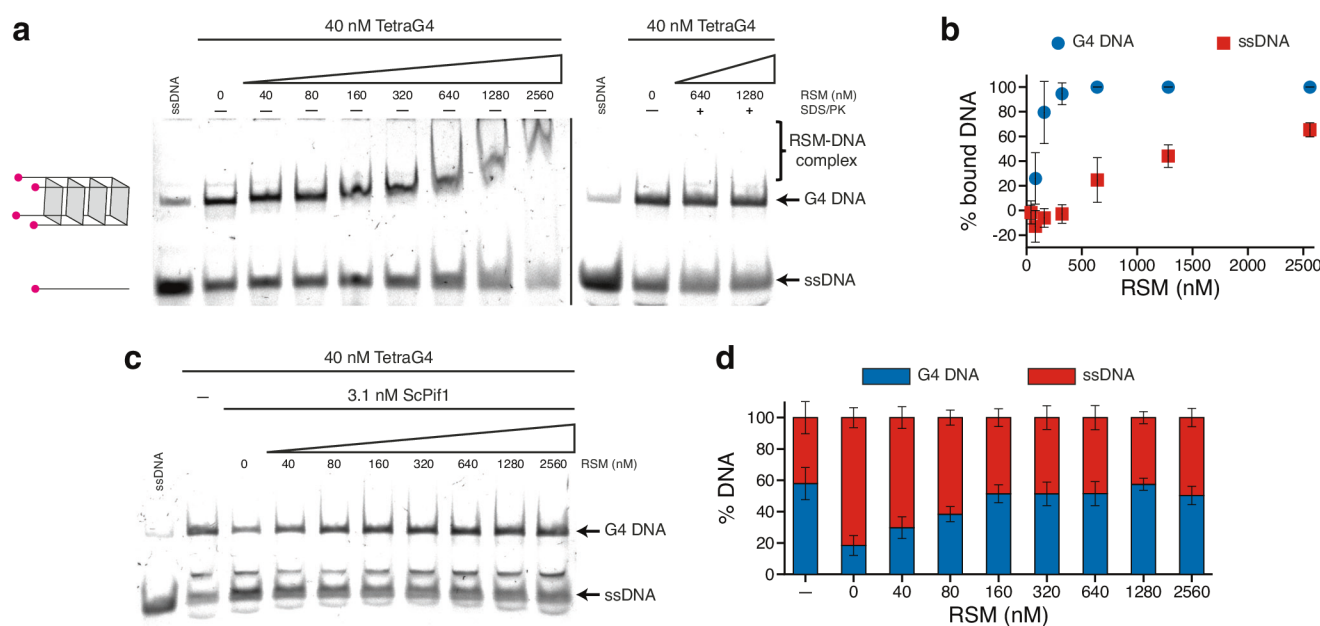 a
40 nM TetraG4
40 nM TetraG4
ssDNA
0 40 80 160 320 640 1280 2560
ssDNA
0 640 1280 RSM (nM)
— — — — — — — —
— + + SDS/PK
RSM-DNA
complex
G4 DNA
ssDNA
b
G4 DNA ssDNA
% bound DNA
100
80
60
40
20
0
-20
0 500 1000 1500 2000 2500
RSM (nM)
c
40 nM TetraG4
—
3.1 nM ScPif1
ssDNA
0 40 80 160 320 640 1280 2560 RSM (nM)
G4 DNA
ssDNA
d
G4 DNA ssDNA
% DNA
100
80
60
40
20
0
— 0 40 80 160 320 640 1280 2560
RSM (nM)